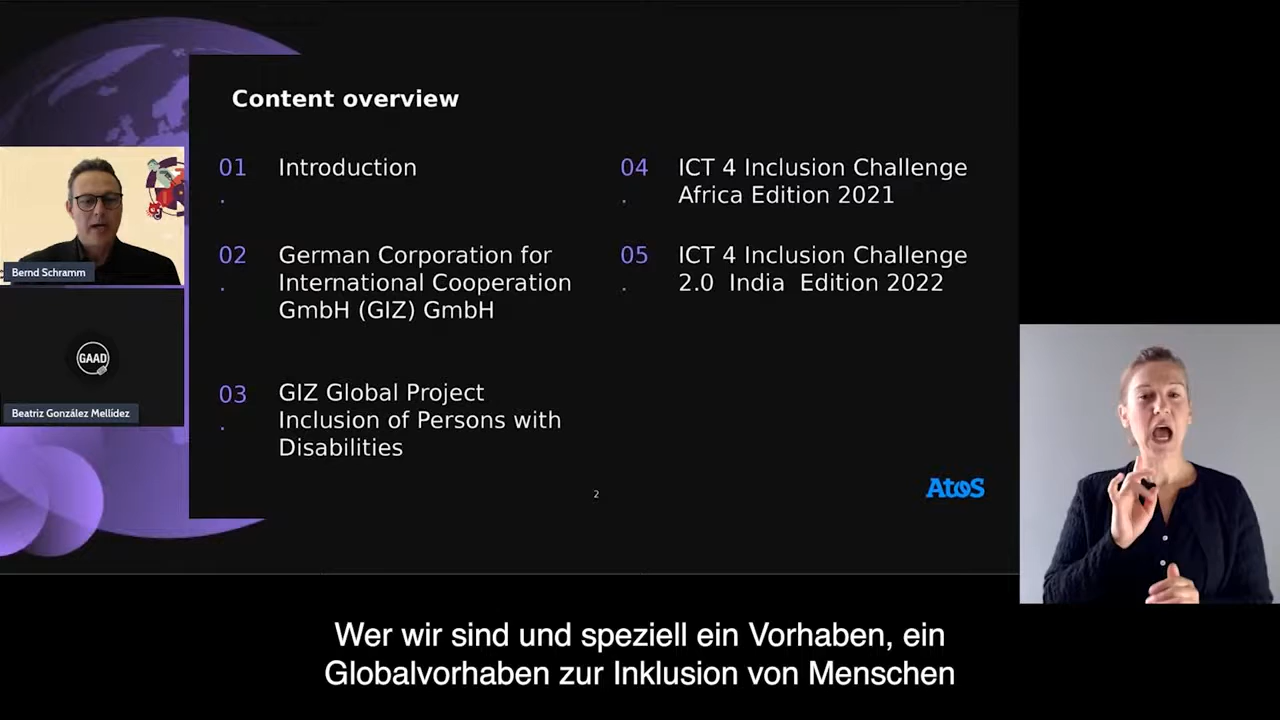 Content overview
01
.
Introduction
02
.
German Corporation for
International Cooperation
GmbH (GIZ) GmbH
03
.
GIZ Global Project
Inclusion of Persons with
Disabilities
04
.
ICT 4 Inclusion Challenge
Africa Edition 2021
05
.
ICT 4 Inclusion Challenge
2.0 India Edition 2022
2
Atos
Bernd Schramm
GAAD
Beatriz González Mellídez
Wer wir sind und speziell ein Vorhaben, ein
Globalvorhaben zur Inklusion von Menschen